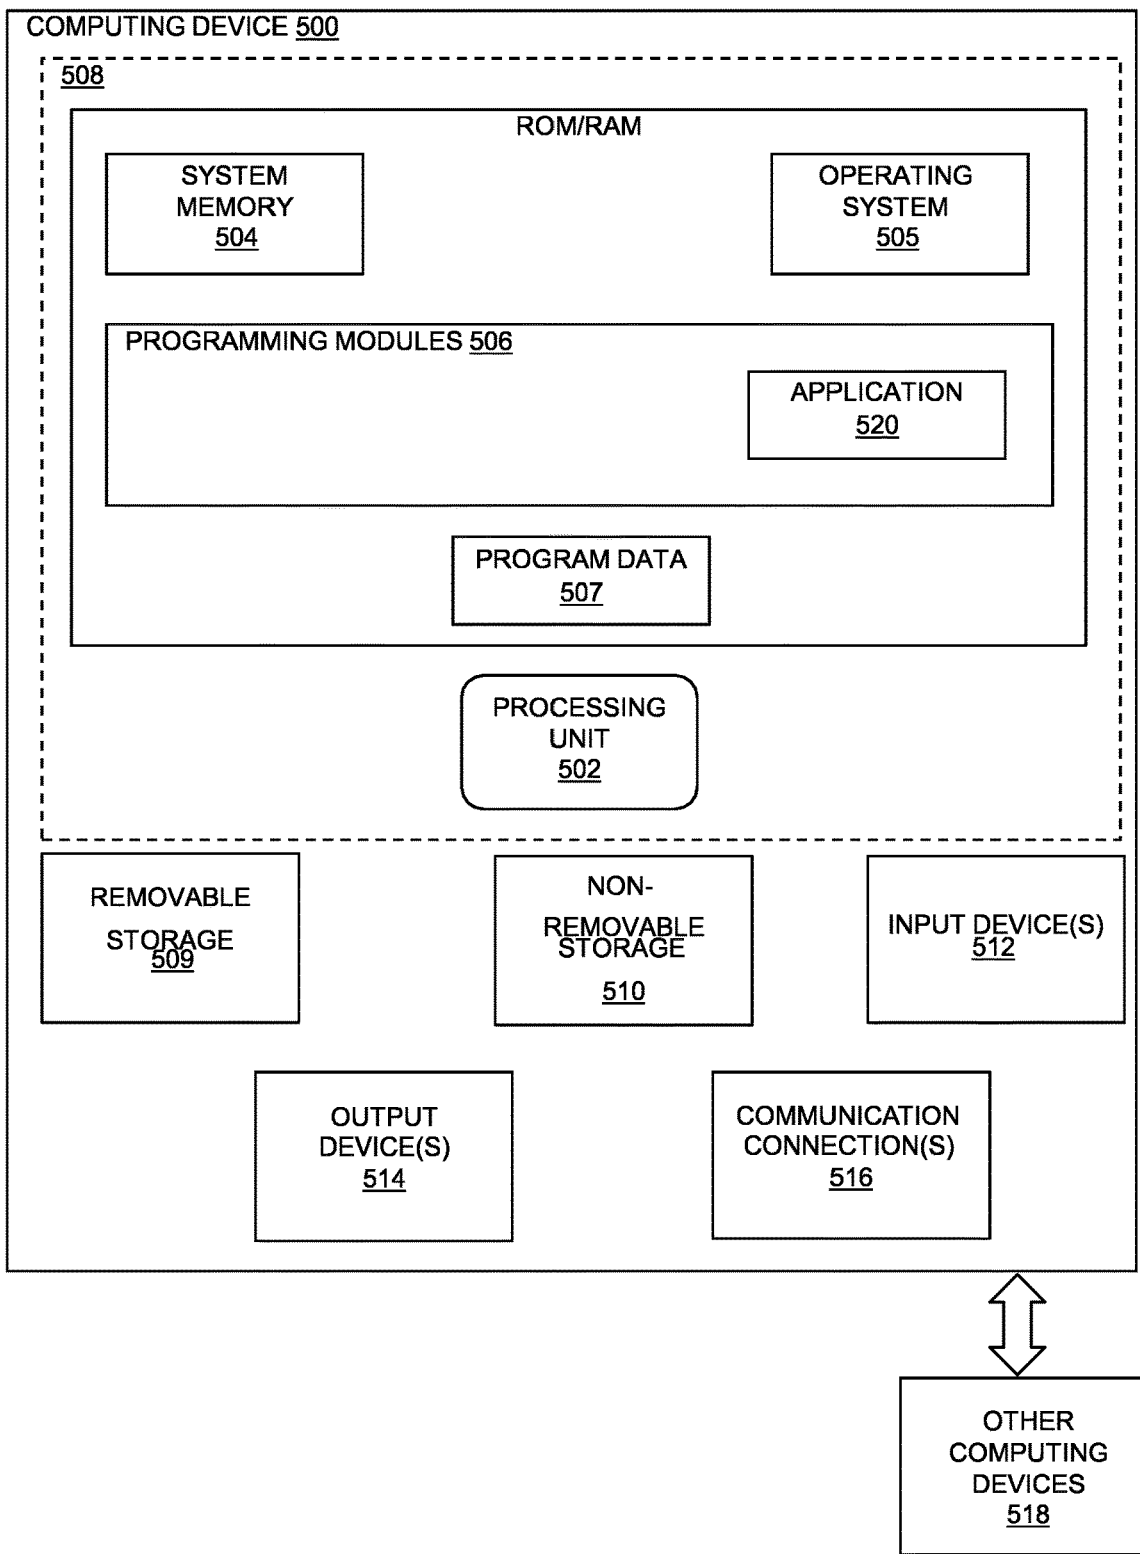 COMPUTING DEVICE 500
508
ROM/RAM
SYSTEM
MEMORY
504
OPERATING
SYSTEM
505
PROGRAMMING MODULES 506
APPLICATION
520
PROGRAM DATA
507
PROCESSING
UNIT
502
REMOVABLE
STORAGE
509
NON-
REMOVABLE
STORAGE
510
INPUT DEVICE(S)
512
OUTPUT
DEVICE(S)
514
COMMUNICATION
CONNECTION(S)
516
OTHER
COMPUTING
DEVICES
518